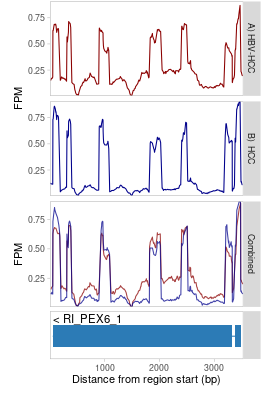 0.75
0.50
0.25
FPM
A) HBV-HCC
0.75
0.50
0.25
B) HCC
0.75
0.50
0.25
FPM
Combined
< RI_PEX6_1
1000 2000 3000
Distance from region start (bp)